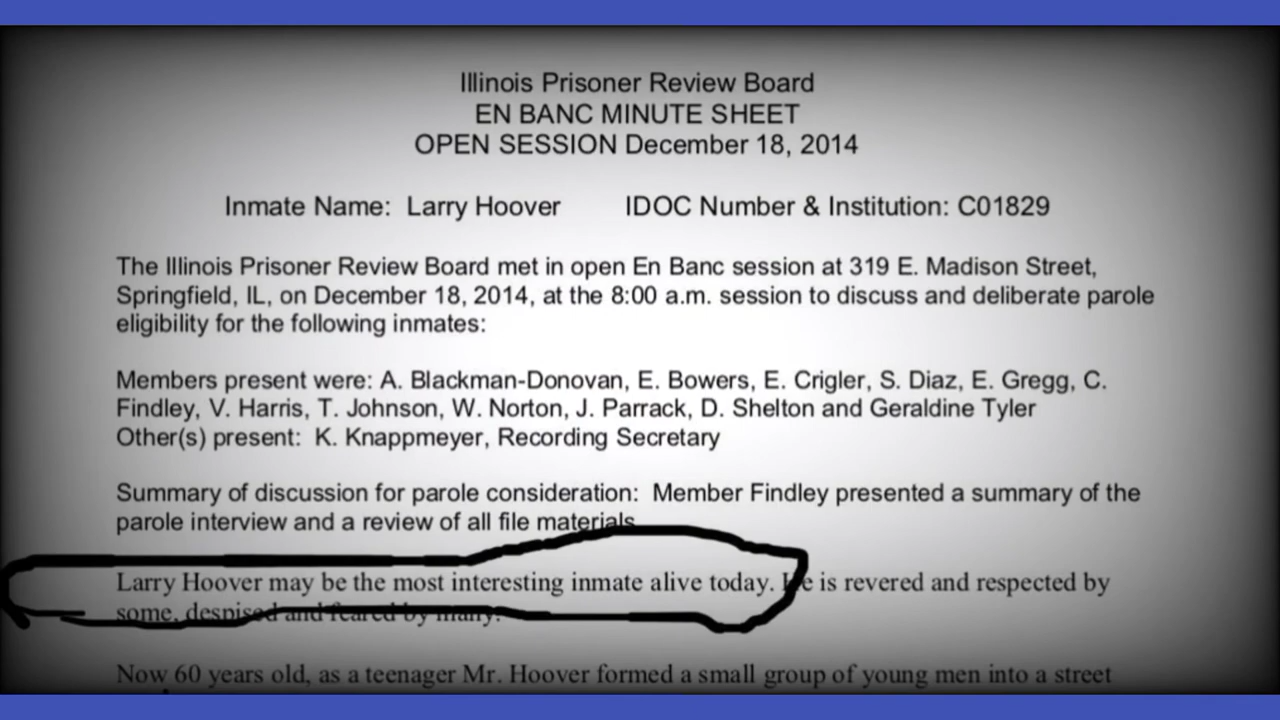 Illinois Prisoner Review Board
EN BANC MINUTE SHEET
OPEN SESSION December 18, 2014
Inmate Name: Larry Hoover IDOC Number & Institution: C01829
The Illinois Prisoner Review Board met in open En Banc session at 319 E. Madison Street,
Springfield, IL, on December 18, 2014, at the 8:00 a.m. session to discuss and deliberate parole
eligibility for the following inmates:
Members present were: A. Blackman-Donovan, E. Bowers, E. Crigler, S. Diaz, E. Gregg, C.
Findley, V. Harris, T. Johnson, W. Norton, J. Parrack, D. Shelton and Geraldine Tyler
Other(s) present: K. Knappmeyer, Recording Secretary
Summary of discussion for parole consideration: Member Findley presented a summary of the
parole interview and a review of all file materials.
Larry Hoover may be the most interesting inmate alive today. He is revered and respected by
some, despised and feared by many.
Now 60 years old, as a teenager Mr. Hoover formed a small group of young men into a street